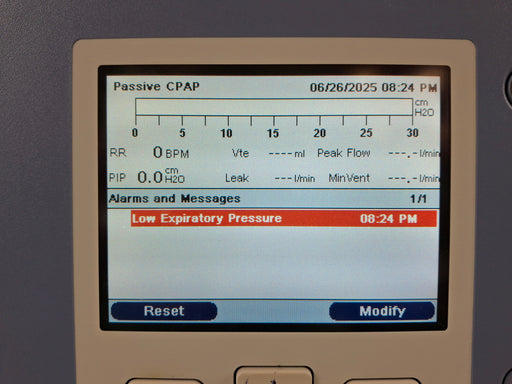 Passive CPAP 06/26/2025 08:24 PM
cm
H2O
0 5 10 15 20 25 30
RR 0 BPM Vte --- ml Peak Flow ---.- l/min
PIP 0.0 cm H2O Leak --- l/min MinVent ---.- l/min
Alarms and Messages 1/1
Low Expiratory Pressure 08:24 PM
Reset Modify